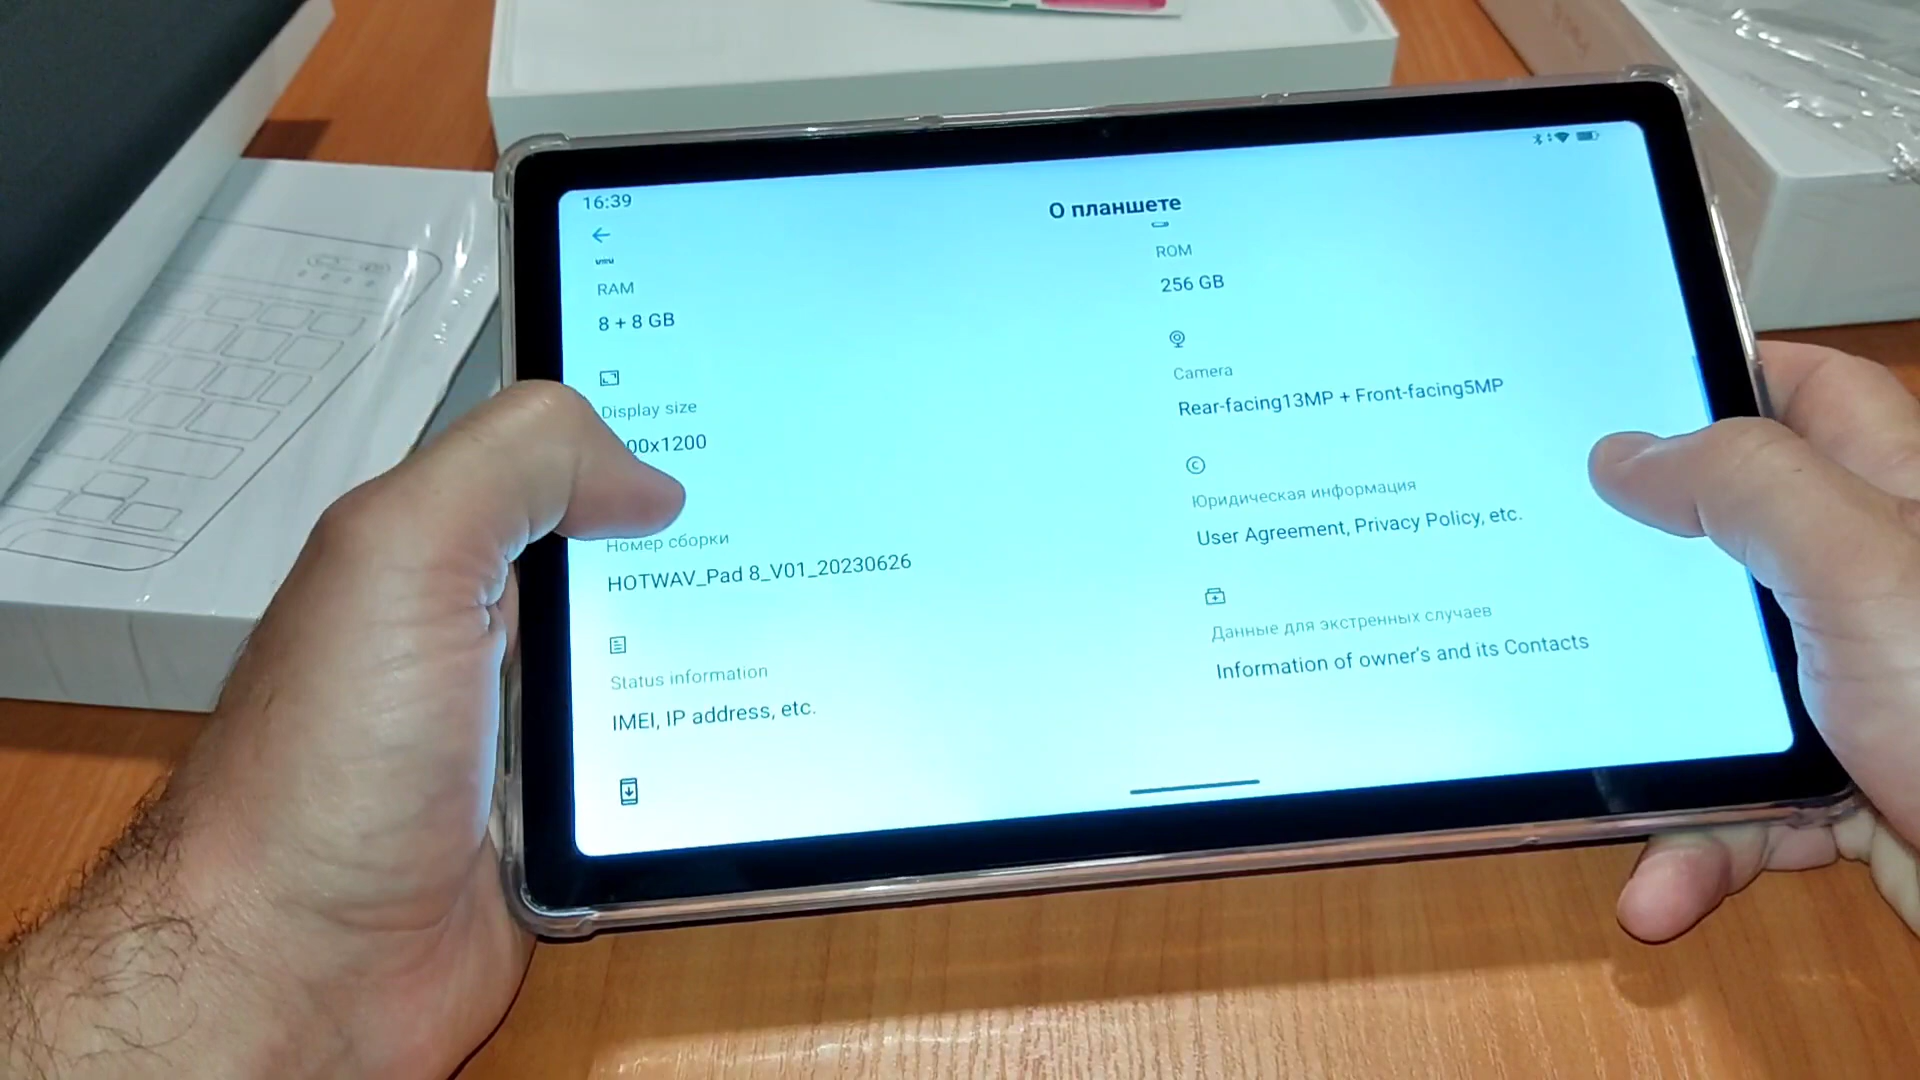 16:39
О планшете
RAM
8 + 8 GB
Display size
00x1200
Номер сборки
HOTWAV_Pad 8_V01_20230626
Status information
IMEI, IP address, etc.
ROM
256 GB
Camera
Rear-facing13MP + Front-facing5MP
Юридическая информация
User Agreement, Privacy Policy, etc.
Данные для экстренных случаев
Information of owner's and its Contacts